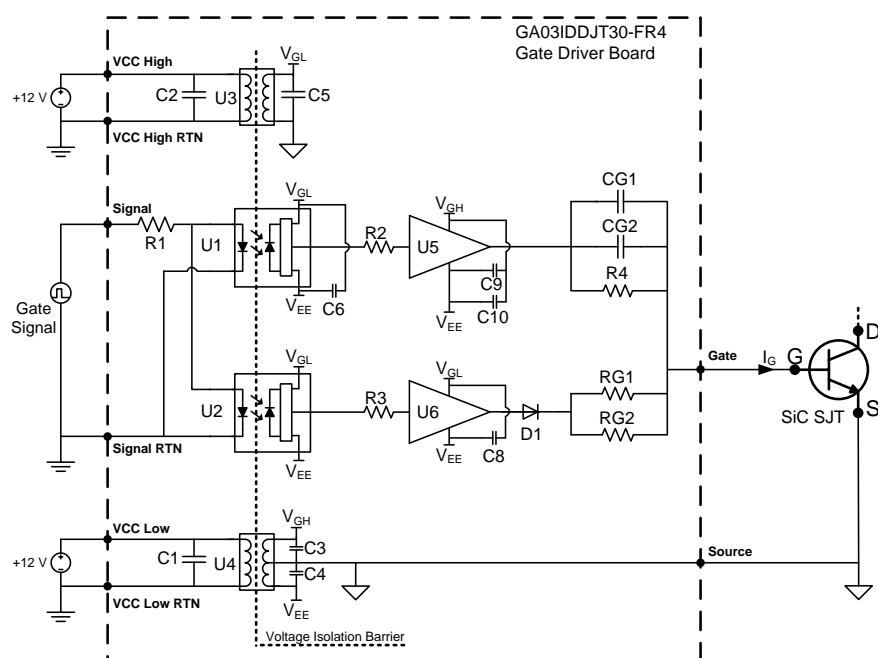 GA03IDDJT30-FR4
Gate Driver Board
VCC High
VGL
+12 V
C2
U3
C5
VCC High RTN
CG1
Signal
VGL
VGH
CG2
R1
U1
R2
U5
R4
C9
Gate
Signal
VEE
C6
VEE
C10
D
Gate
IG
G
VGL
VGL
RG1
S
U2
R3
U6
SiC SJT
D1
RG2
Signal RTN
VEE
VEE
C8
VCC Low
VGH
Source
+12 V
C1
U4
C3
C4
VCC Low RTN
VEE
Voltage Isolation Barrier